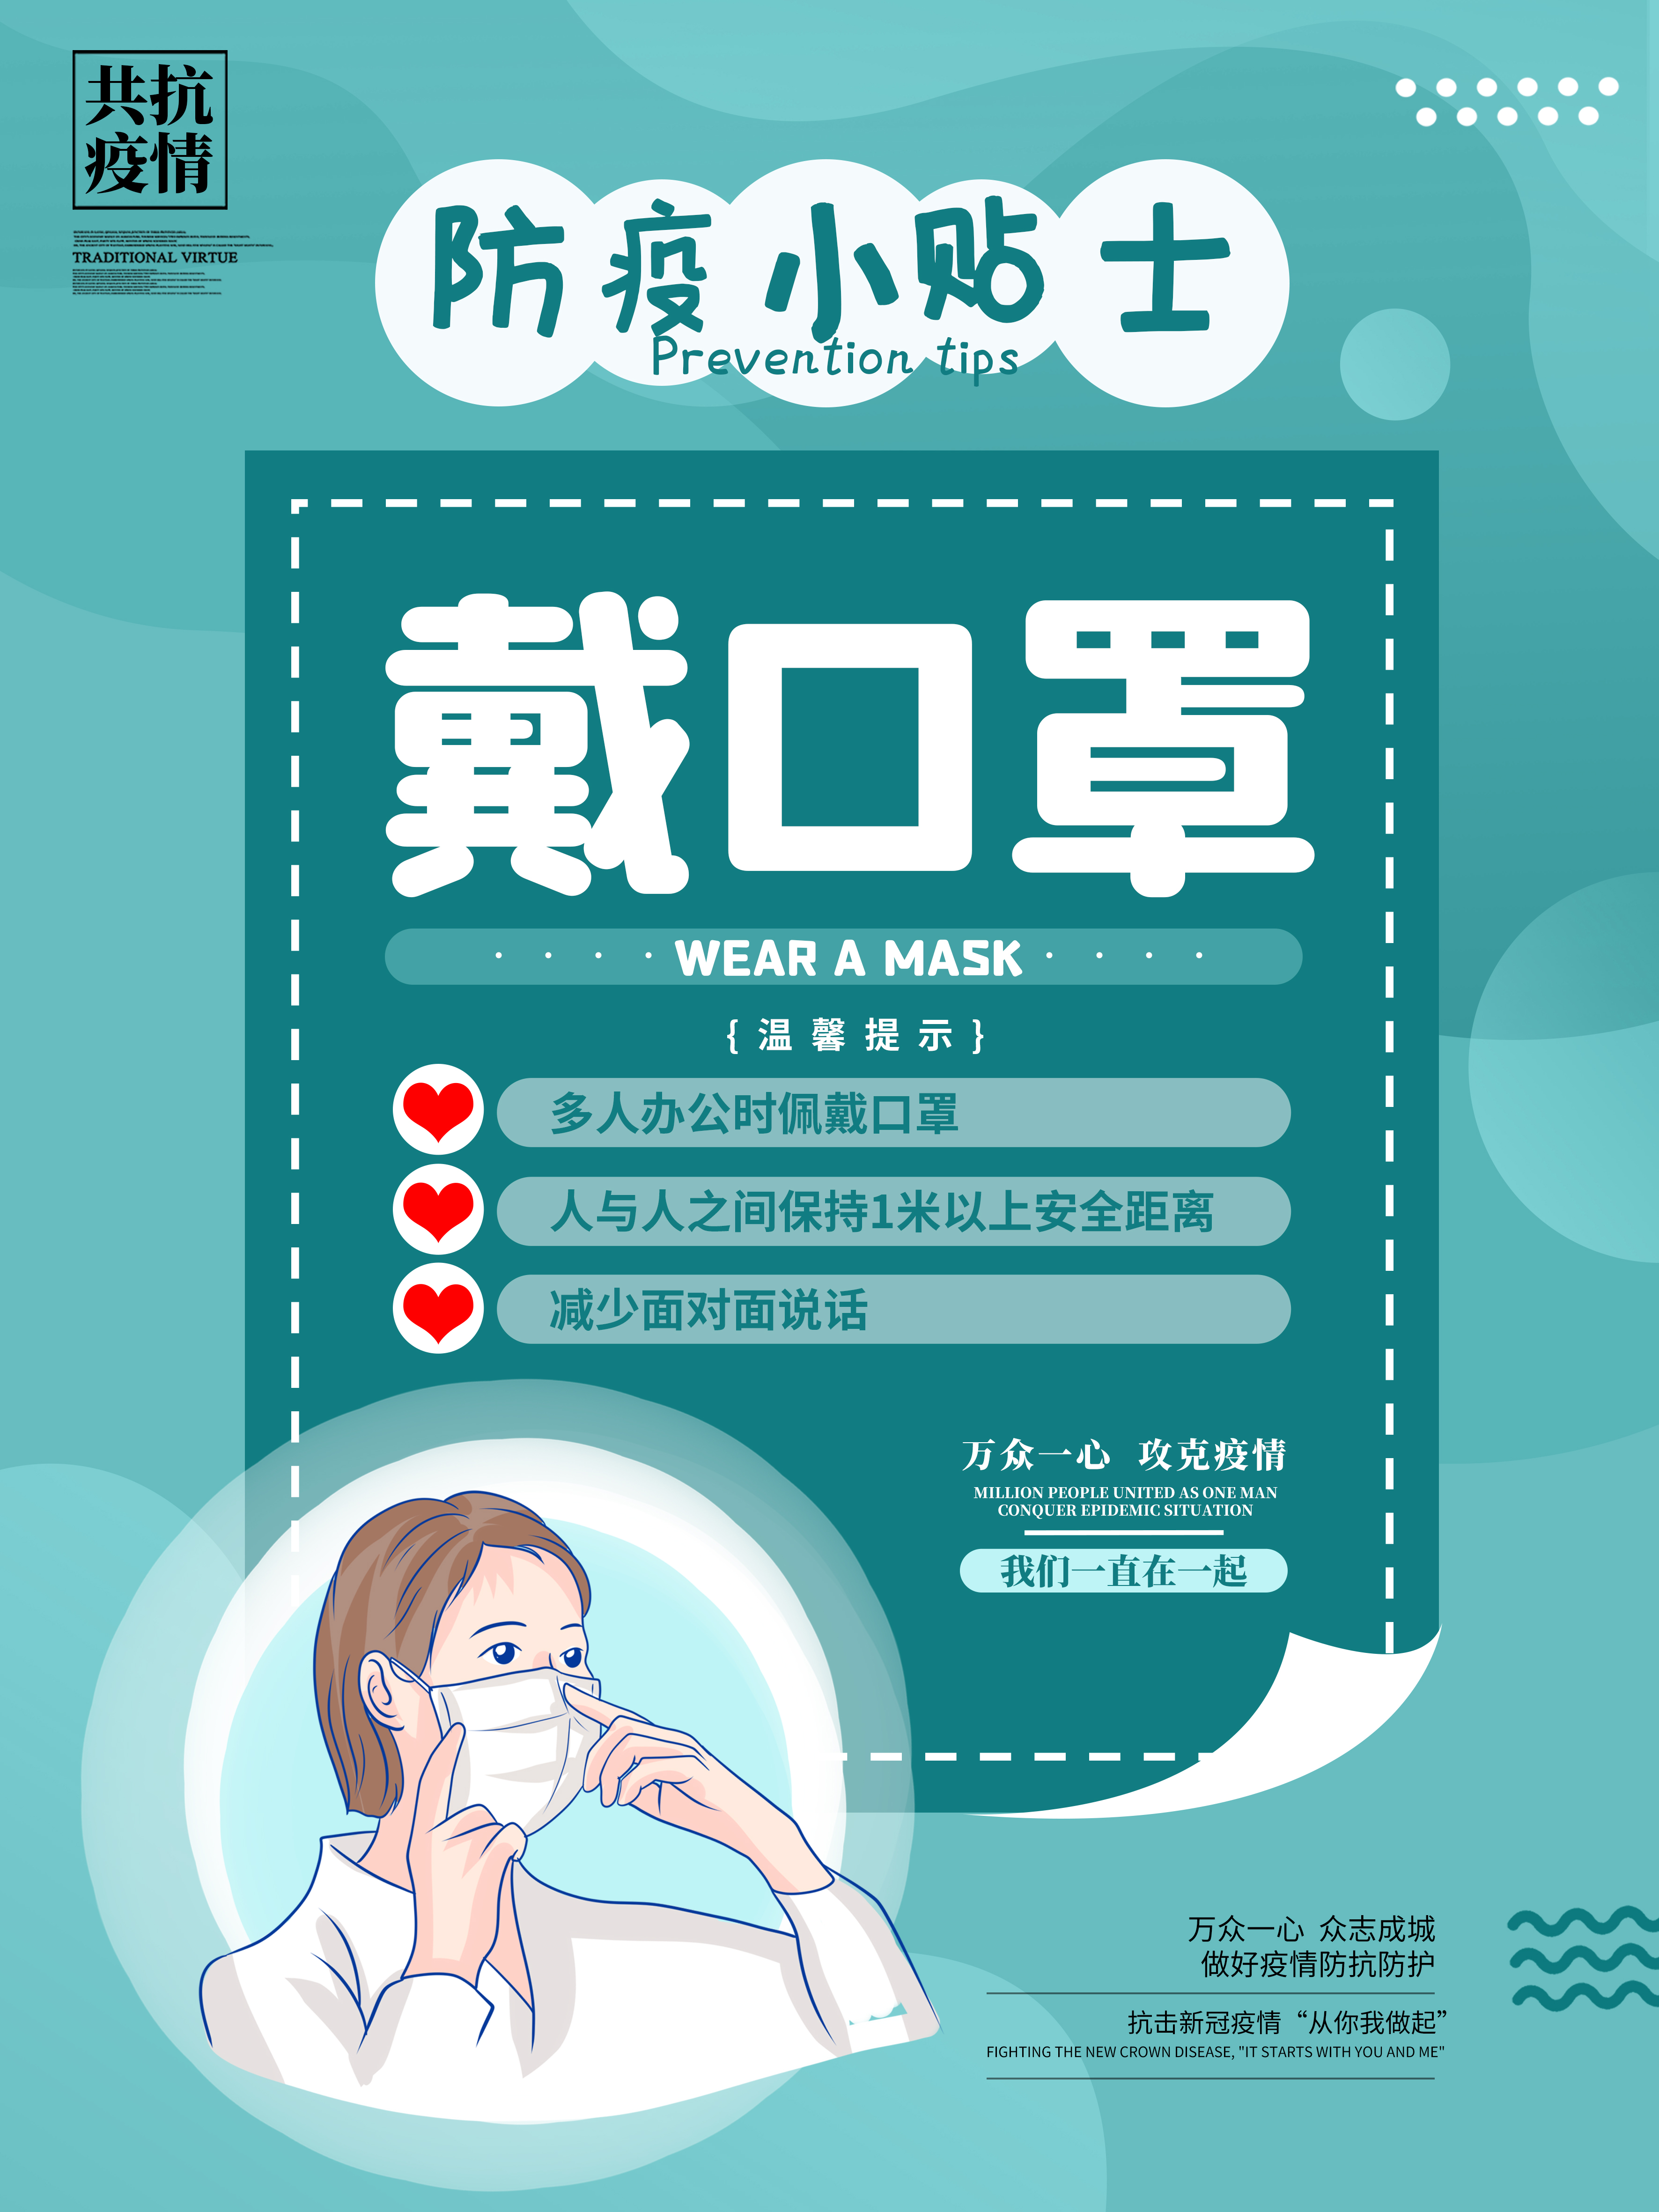 共抗
疫情
TRADITIONAL VIRTUE
防疫小贴士
Prevention tips
戴口罩
WEAR A MASK
{ 温馨提示 }
多人办公时佩戴口罩
人与人之间保持1米以上安全距离
减少面对面说话
万众一心 攻克疫情
MILLION PEOPLE UNITED AS ONE MAN
CONQUER EPIDEMIC SITUATION
我们一直在一起
万众一心 众志成城
做好疫情防抗防护
抗击新冠疫情“从你我做起”
FIGHTING THE NEW CROWN DISEASE, "IT STARTS WITH YOU AND ME"